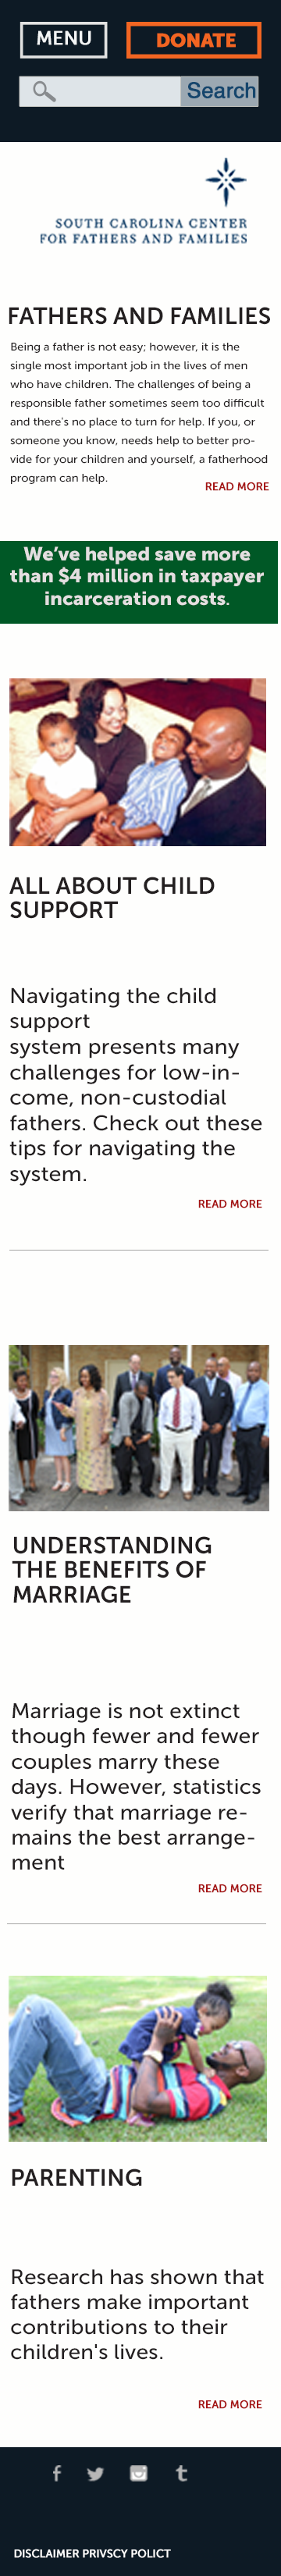 MENU
DONATE
Search
SOUTH CAROLINA CENTER
FOR FATHERS AND FAMILIES
FATHERS AND FAMILIES
Being a father is not easy; however, it is the
single most important job in the lives of men
who have children. The challenges of being a
responsible father sometimes seem too difficult
and there's no place to turn for help. If you, or
someone you know, needs help to better pro-
vide for your children and yourself, a fatherhood
program can help.
READ MORE
We've helped save more
than $4 million in taxpayer
incarceration costs.
ALL ABOUT CHILD
SUPPORT
Navigating the child
support
system presents many
challenges for low-in-
come, non-custodial
fathers. Check out these
tips for navigating the
system.
READ MORE
UNDERSTANDING
THE BENEFITS OF
MARRIAGE
Marriage is not extinct
though fewer and fewer
couples marry these
days. However, statistics
verify that marriage re-
mains the best arrange-
ment
READ MORE
PARENTING
Research has shown that
fathers make important
contributions to their
children's lives.
READ MORE
DISCLAIMER PRIVSCY POLICT